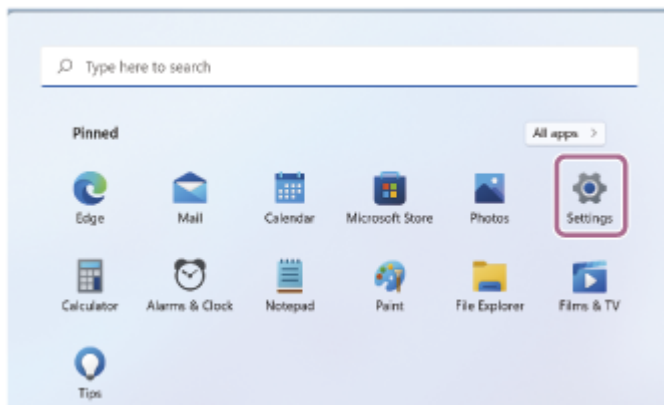 Type here to search
Pinned
All apps >
Edge Mail Calendar Microsoft Store Photos Settings
Calculator Alarms & Clock Notepad Paint File Explorer Films & TV
Tips